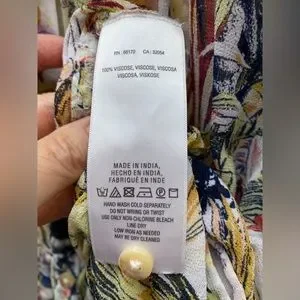 RN : 66170 CA : 02054
100% VISCOSE, VISCOSE, VISCOSA
VISCOSA, VISKOSE
MADE IN INDIA,
HECHO EN INDIA,
FABRIQUÉ EN INDE
HAND WASH COLD SEPARATELY
DO NOT WRING OR TWIST
USE ONLY NON-CHLORINE BLEACH
LINE DRY
LOW IRON AS NEEDED
MAY BE DRY CLEANED